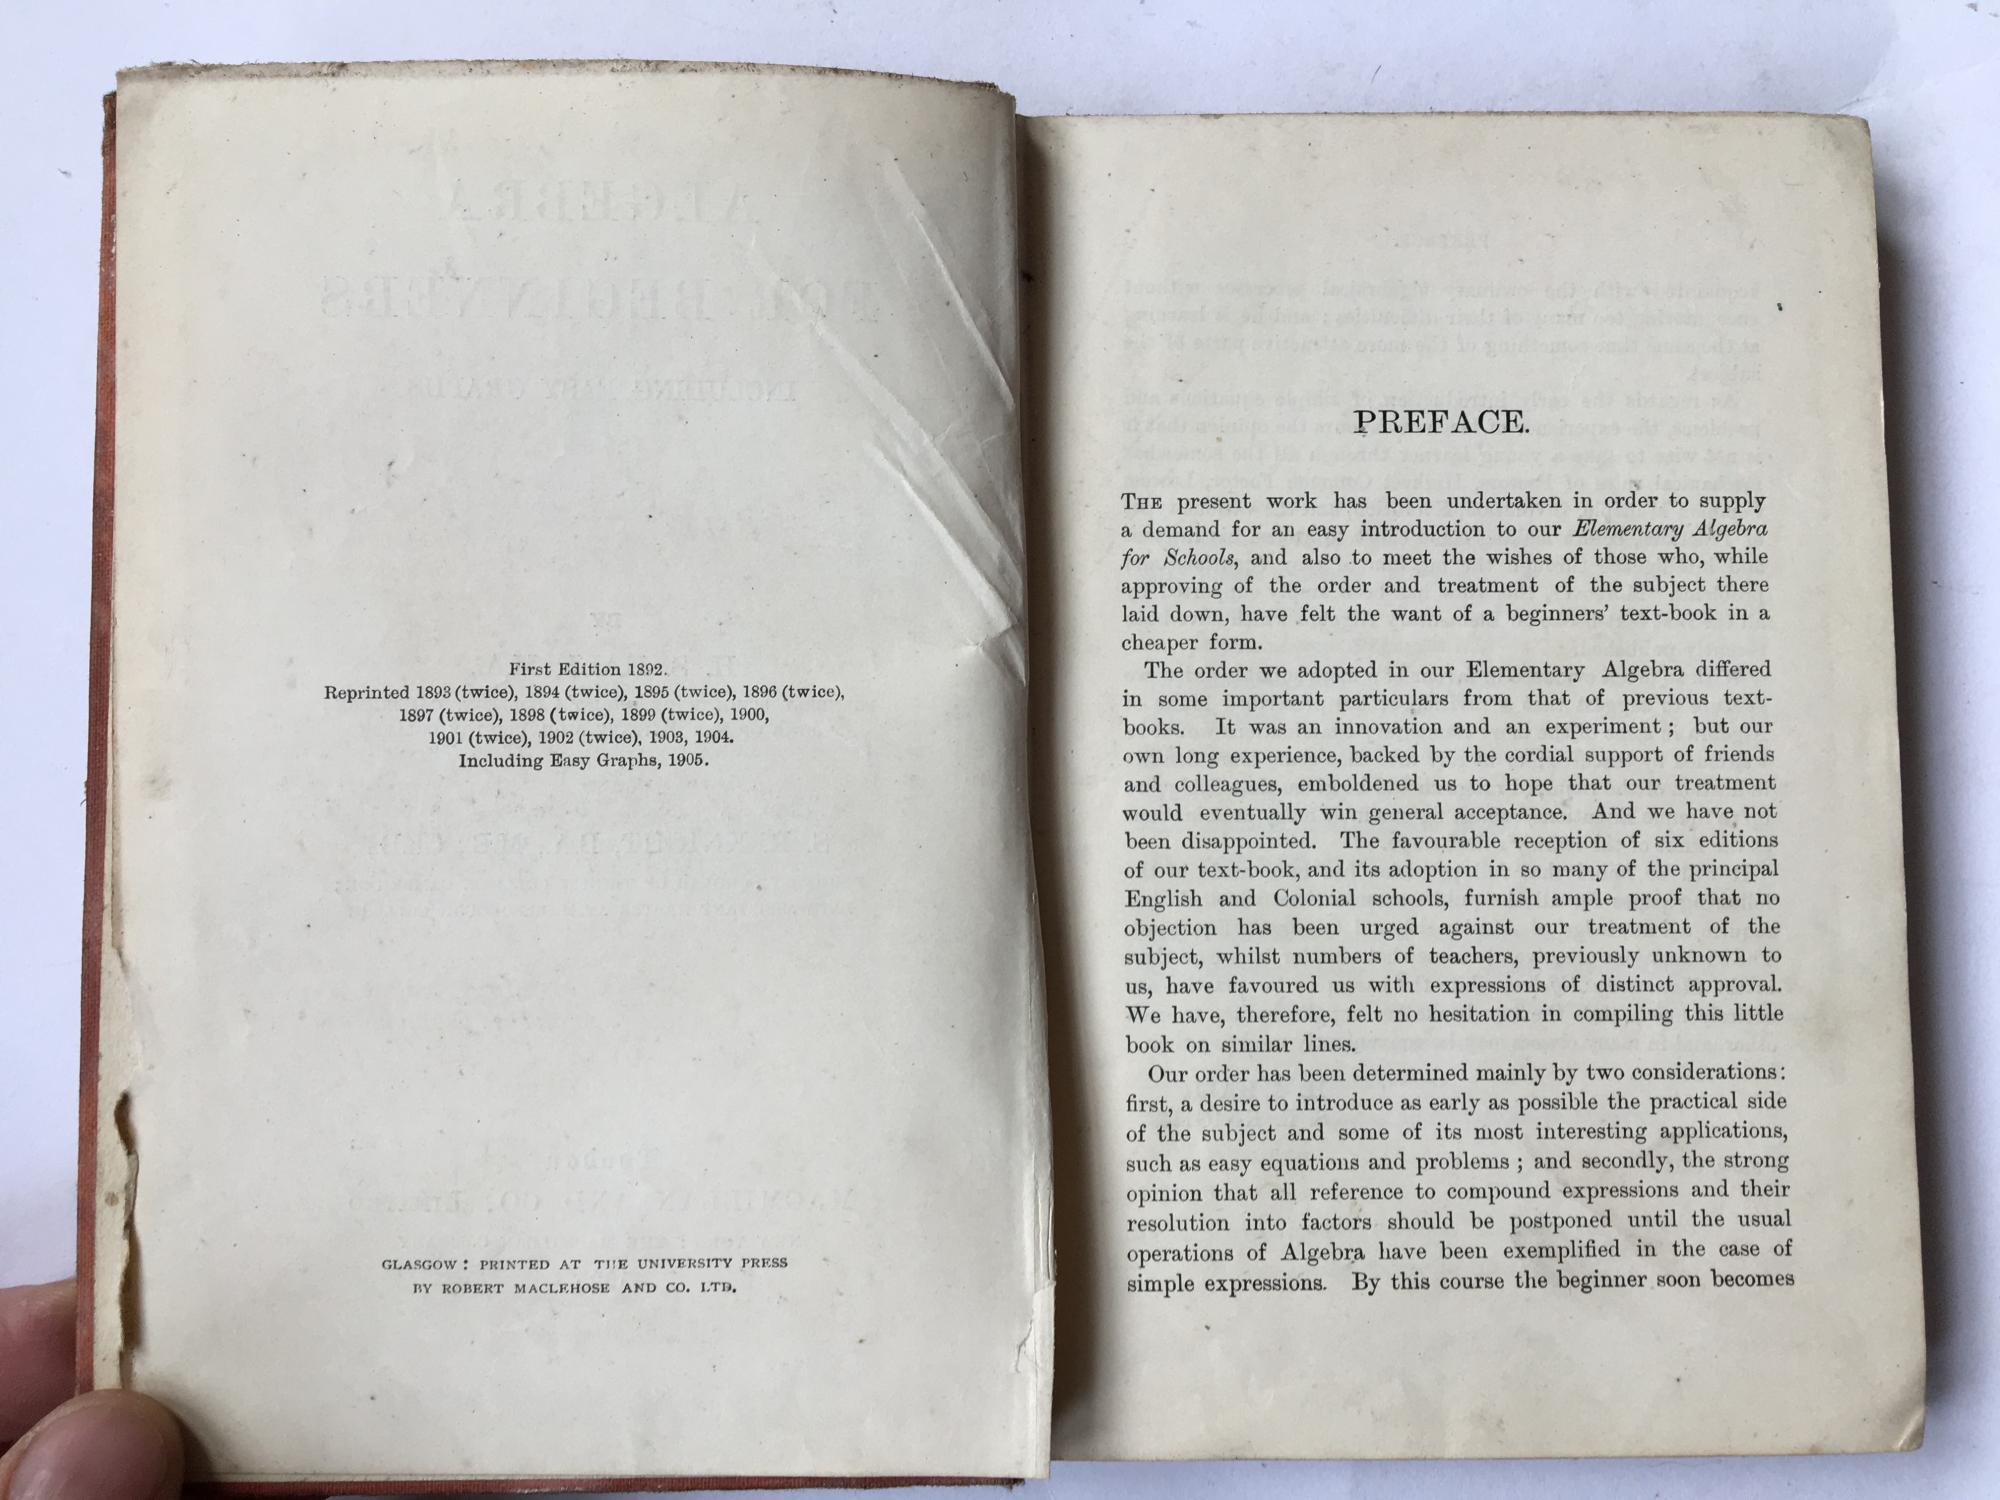 First Edition 1892.
Reprinted 1893 (twice), 1894 (twice), 1895 (twice), 1896 (twice),
1897 (twice), 1898 (twice), 1899 (twice), 1900,
1901 (twice), 1902 (twice), 1903, 1904.
Including Easy Graphs, 1905.
GLASGOW: PRINTED AT THE UNIVERSITY PRESS
BY ROBERT MACLEHOSE AND CO. LTD.
PREFACE.
THE present work has been undertaken in order to supply
a demand for an easy introduction to our Elementary Algebra
for Schools, and also to meet the wishes of those who, while
approving of the order and treatment of the subject there
laid down, have felt the want of a beginners' text-book in a
cheaper form.
The order we adopted in our Elementary Algebra differed
in some important particulars from that of previous text-
books. It was an innovation and an experiment; but our
own long experience, backed by the cordial support of friends
and colleagues, emboldened us to hope that our treatment
would eventually win general acceptance. And we have not
been disappointed. The favourable reception of six editions
of our text-book, and its adoption in so many of the principal
English and Colonial schools, furnish ample proof that no
objection has been urged against our treatment of the
subject, whilst numbers of teachers, previously unknown to
us, have favoured us with expressions of distinct approval.
We have, therefore, felt no hesitation in compiling this little
book on similar lines.
Our order has been determined mainly by two considerations:
first, a desire to introduce as early as possible the practical side
of the subject and some of its most interesting applications,
such as easy equations and problems; and secondly, the strong
opinion that all reference to compound expressions and their
resolution into factors should be postponed until the usual
operations of Algebra have been exemplified in the case of
simple expressions. By this course the beginner soon becomes